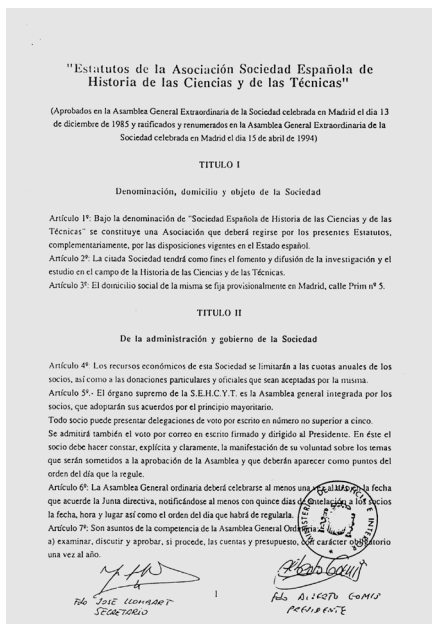 "Estatutos de la Asociación Sociedad Española de
Historia de las Ciencias y de las Técnicas"
(Aprobados en la Asamblea General Extraordinaria de la Sociedad celebrada en Madrid el dia 13
de diciembre de 1985 y ratificados y renumerados en la Asamblea General Extraordinaria de la
Sociedad celebrada en Madrid el día 15 de abril de 1994)
TITULO I
Denominación, domicilio y objeto de la Sociedad
Artículo 1º: Bajo la denominación de "Sociedad Española de Historia de las Ciencias y de las
Técnicas" se constituye una Asociación que deberá regirse por los presentes Estatutos,
complementariamente, por las disposiciones vigentes en el Estado español.
Artículo 2º: La citada Sociedad tendrá como fines el fomento y difusión de la investigación y el
estudio en el campo de la Historia de las Ciencias y de las Técnicas.
Artículo 3º: El domicilio social de la misma se fija provisionalmente en Madrid, calle Prim nº 5.
TITULO II
De la administración y gobierno de la Sociedad
Artículo 4º Los recursos económicos de esta Sociedad se limitarán a las cuotas anuales de los
socios, así como a las donaciones particulares y oficiales que sean aceptadas por la misma.
Artículo 5º.- El órgano supremo de la S.E.H.C.Y.T. es la Asamblea general integrada por los
socios, que adoptarán sus acuerdos por el principio mayoritario.
Todo socio puede presentar delegaciones de voto por escrito en número no superior a cinco.
Se admitirá también el voto por correo en escrito firmado y dirigido al Presidente. En éste el
socio debe hacer constar, explícita y claramente, la manifestación de su voluntad sobre los temas
que serán sometidos a la aprobación de la Asamblea y que deberán aparecer como puntos del
orden del día que la regule.
Artículo 6º: La Asamblea General ordinaria deberá celebrarse al menos una vez al año, en la fecha
que acuerde la Junta directiva, notificándose al menos con quince dias de antelación a los socios
la fecha, hora y lugar así como el orden del día que habrá de regularla.
Artículo 7º: Son asuntos de la competencia de la Asamblea General Ordinaria:
a) examinar, discutir y aprobar, si procede, las cuentas y presupuesto, con carácter obligatorio
una vez al año.
MINISTERIO DE JUSTICIA E INTERIOR
1
Fdo JOSÉ LLOMBART
SECRETARIO
Fdo ALBERTO GOMIS
PRESIDENTE